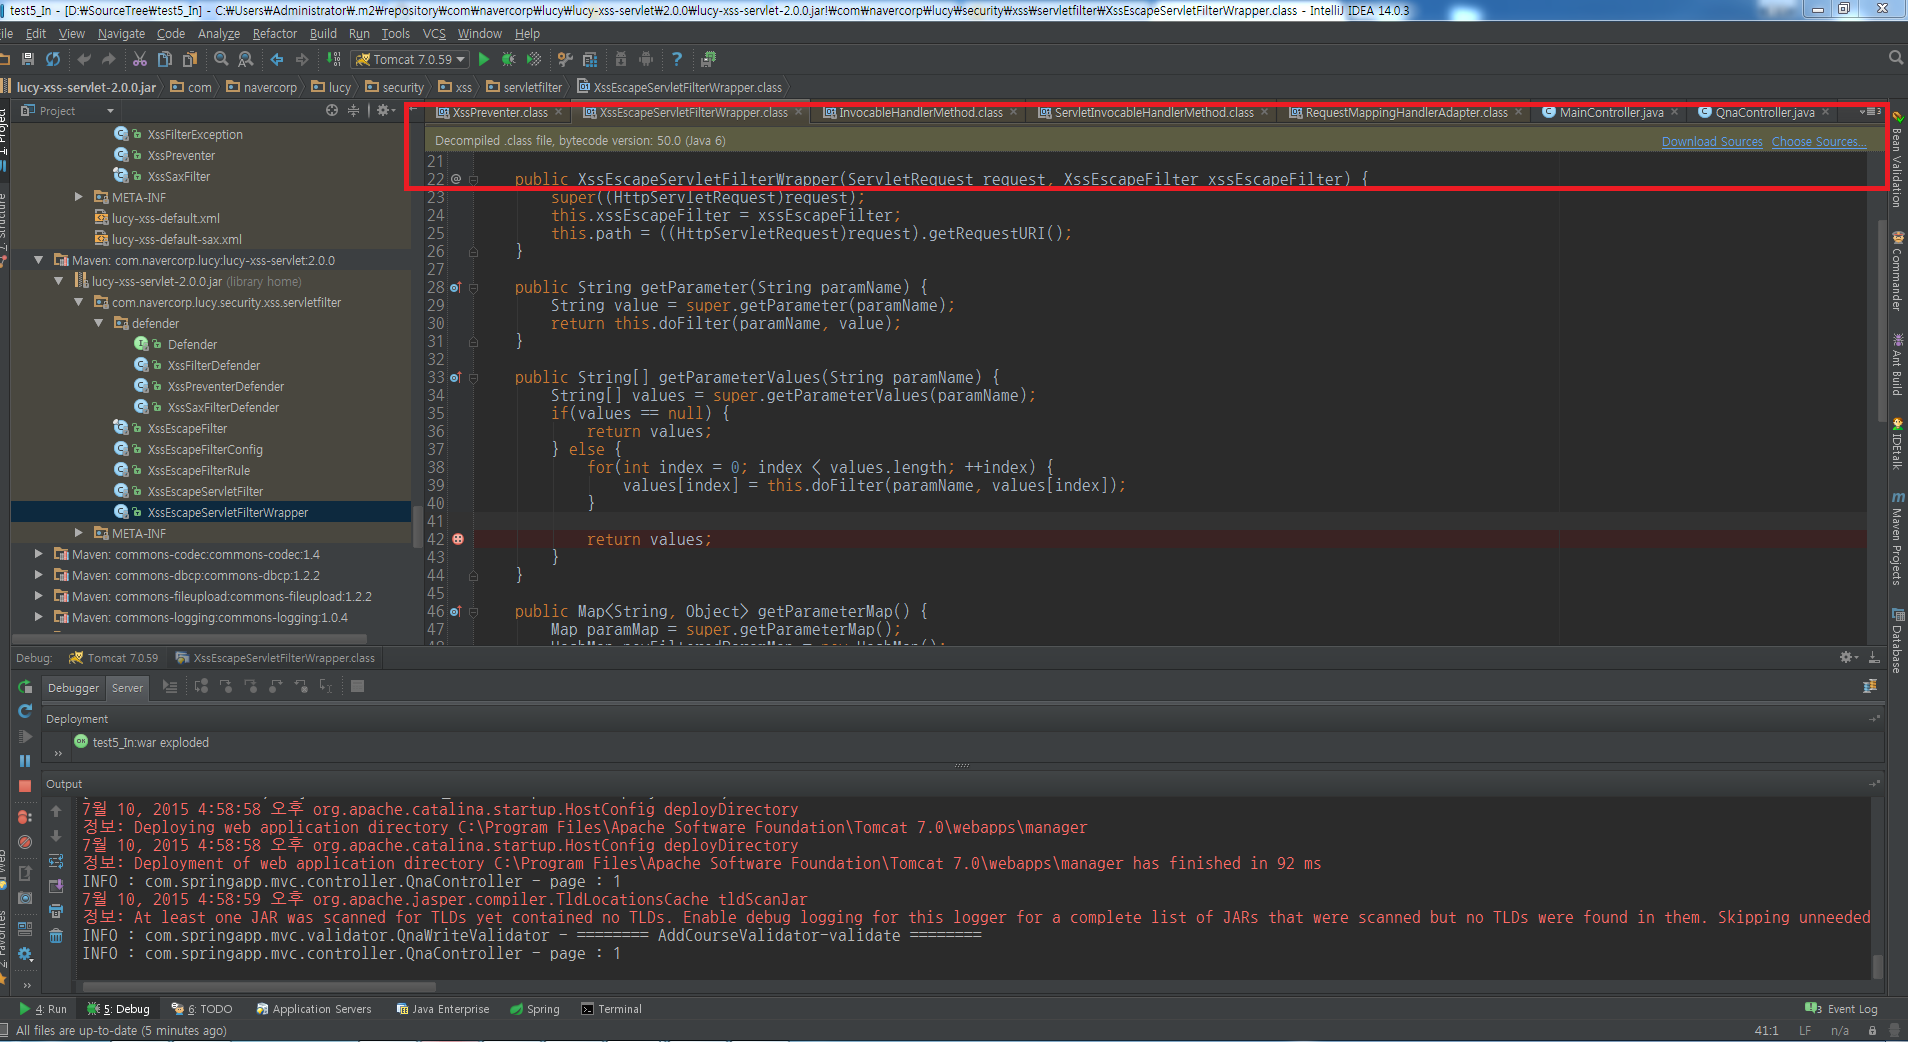 test5_In - [D:₩SourceTree₩test5_In] - C:₩Users₩Administrator₩.m2₩repository₩com₩navercorp₩lucy₩lucy-xss-servlet₩2.0.0₩lucy-xss-servlet-2.0.0.jar!₩com₩navercorp₩lucy₩security₩xss₩servletfilter₩XssEscapeServletFilterWrapper.class - IntelliJ IDEA 14.0.3
ile Edit View Navigate Code Analyze Refactor Build Run Tools VCS Window Help
Tomcat 7.0.59
lucy-xss-servlet-2.0.0.jar com navercorp lucy security xss servletfilter XssEscapeServletFilterWrapper.class
Project
XssPreventer.class XssEscapeServletFilterWrapper.class InvocableHandlerMethod.class ServletInvocableHandlerMethod.class RequestMappingHandlerAdapter.class MainController.java QnaController.java
Decompiled .class file, bytecode version: 50.0 (Java 6) Download Sources Choose Sources...
XssFilterException
XssPreventer
XssSaxFilter
META-INF
lucy-xss-default.xml
lucy-xss-default-sax.xml
Maven: com.navercorp.lucy:lucy-xss-servlet:2.0.0
lucy-xss-servlet-2.0.0.jar (library home)
com.navercorp.lucy.security.xss.servletfilter
defender
Defender
XssFilterDefender
XssPreventerDefender
XssSaxFilterDefender
XssEscapeFilter
XssEscapeFilterConfig
XssEscapeFilterRule
XssEscapeServletFilter
XssEscapeServletFilterWrapper
META-INF
Maven: commons-codec:commons-codec:1.4
Maven: commons-dbcp:commons-dbcp:1.2.2
Maven: commons-fileupload:commons-fileupload:1.2.2
Maven: commons-logging:commons-logging:1.0.4
21
22 @ public XssEscapeServletFilterWrapper(ServletRequest request, XssEscapeFilter xssEscapeFilter) {
23 super((HttpServletRequest)request);
24 this.xssEscapeFilter = xssEscapeFilter;
25 this.path = ((HttpServletRequest)request).getRequestURI();
26 }
27
28 public String getParameter(String paramName) {
29 String value = super.getParameter(paramName);
30 return this.doFilter(paramName, value);
31 }
32
33 public String[] getParameterValues(String paramName) {
34 String[] values = super.getParameterValues(paramName);
35 if(values == null) {
36 return values;
37 } else {
38 for(int index = 0; index < values.length; ++index) {
39 values[index] = this.doFilter(paramName, values[index]);
40 }
41
42 return values;
43 }
44 }
45
46 public Map<String, Object> getParameterMap() {
47 Map paramMap = super.getParameterMap();
1: Project
2: Structure
Web
2: Favorites
Bean Validation
Commander
Ant Build
IDEtalk
Maven Projects
Database
Debug: Tomcat 7.0.59 XssEscapeServletFilterWrapper.class
Debugger Server
Deployment
test5_In:war exploded
Output
7월 10, 2015 4:58:58 오후 org.apache.catalina.startup.HostConfig deployDirectory
정보: Deploying web application directory C:\Program Files\Apache Software Foundation\Tomcat 7.0\webapps\manager
7월 10, 2015 4:58:58 오후 org.apache.catalina.startup.HostConfig deployDirectory
정보: Deployment of web application directory C:\Program Files\Apache Software Foundation\Tomcat 7.0\webapps\manager has finished in 92 ms
INFO : com.springapp.mvc.controller.QnaController - page : 1
7월 10, 2015 4:58:59 오후 org.apache.jasper.compiler.TldLocationsCache tldScanJar
정보: At least one JAR was scanned for TLDs yet contained no TLDs. Enable debug logging for this logger for a complete list of JARs that were scanned but no TLDs were found in them. Skipping unneeded
INFO : com.springapp.mvc.validator.QnaWriteValidator - ======== AddCourseValidator-validate ========
INFO : com.springapp.mvc.controller.QnaController - page : 1
4: Run 5: Debug 6: TODO Application Servers Java Enterprise Spring Terminal 3 Event Log
All files are up-to-date (5 minutes ago) 41:1 LF n/a